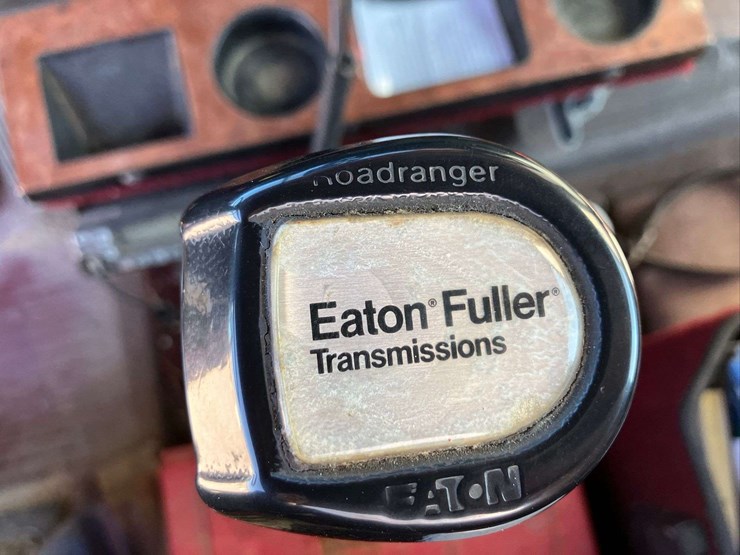 Roadranger
Eaton® Fuller®
Transmissions
EATON